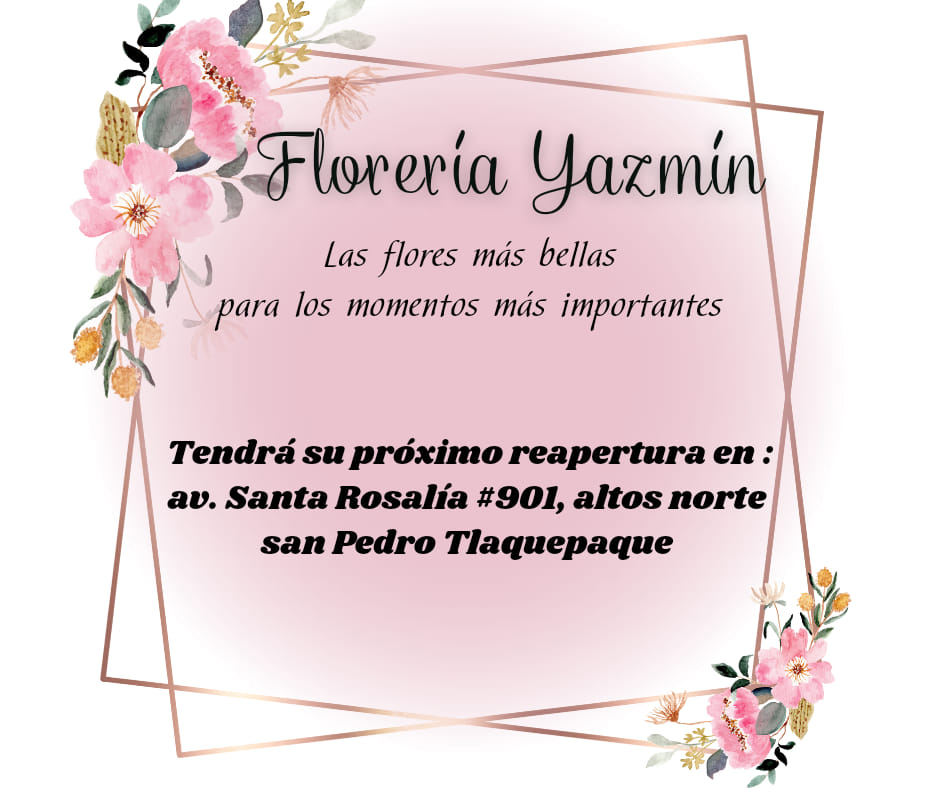 Florería Yazmín
Las flores más bellas
para los momentos más importantes
Tendrá su próximo reapertura en :
av. Santa Rosalía #901, altos norte
san Pedro Tlaquepaque